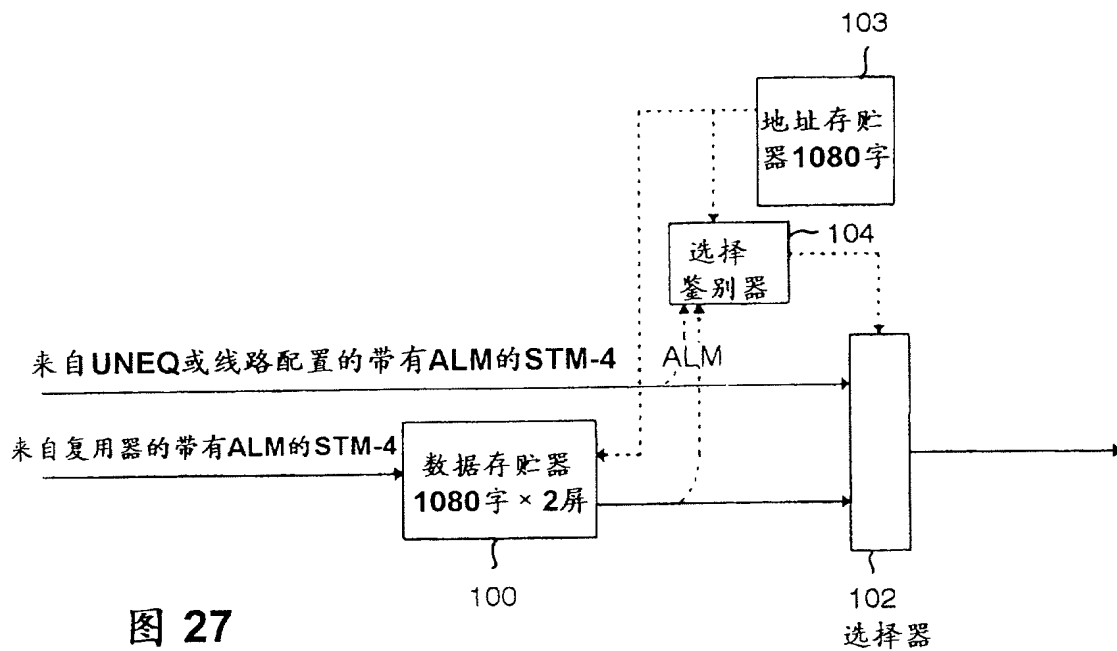 103
地址存贮
器1080字
104
选择
鉴别器
来自UNEQ或线路配置的带有ALM的STM-4
ALM
来自复用器的带有ALM的STM-4
数据存贮器
1080字 × 2屏
100
102
选择器
图 27